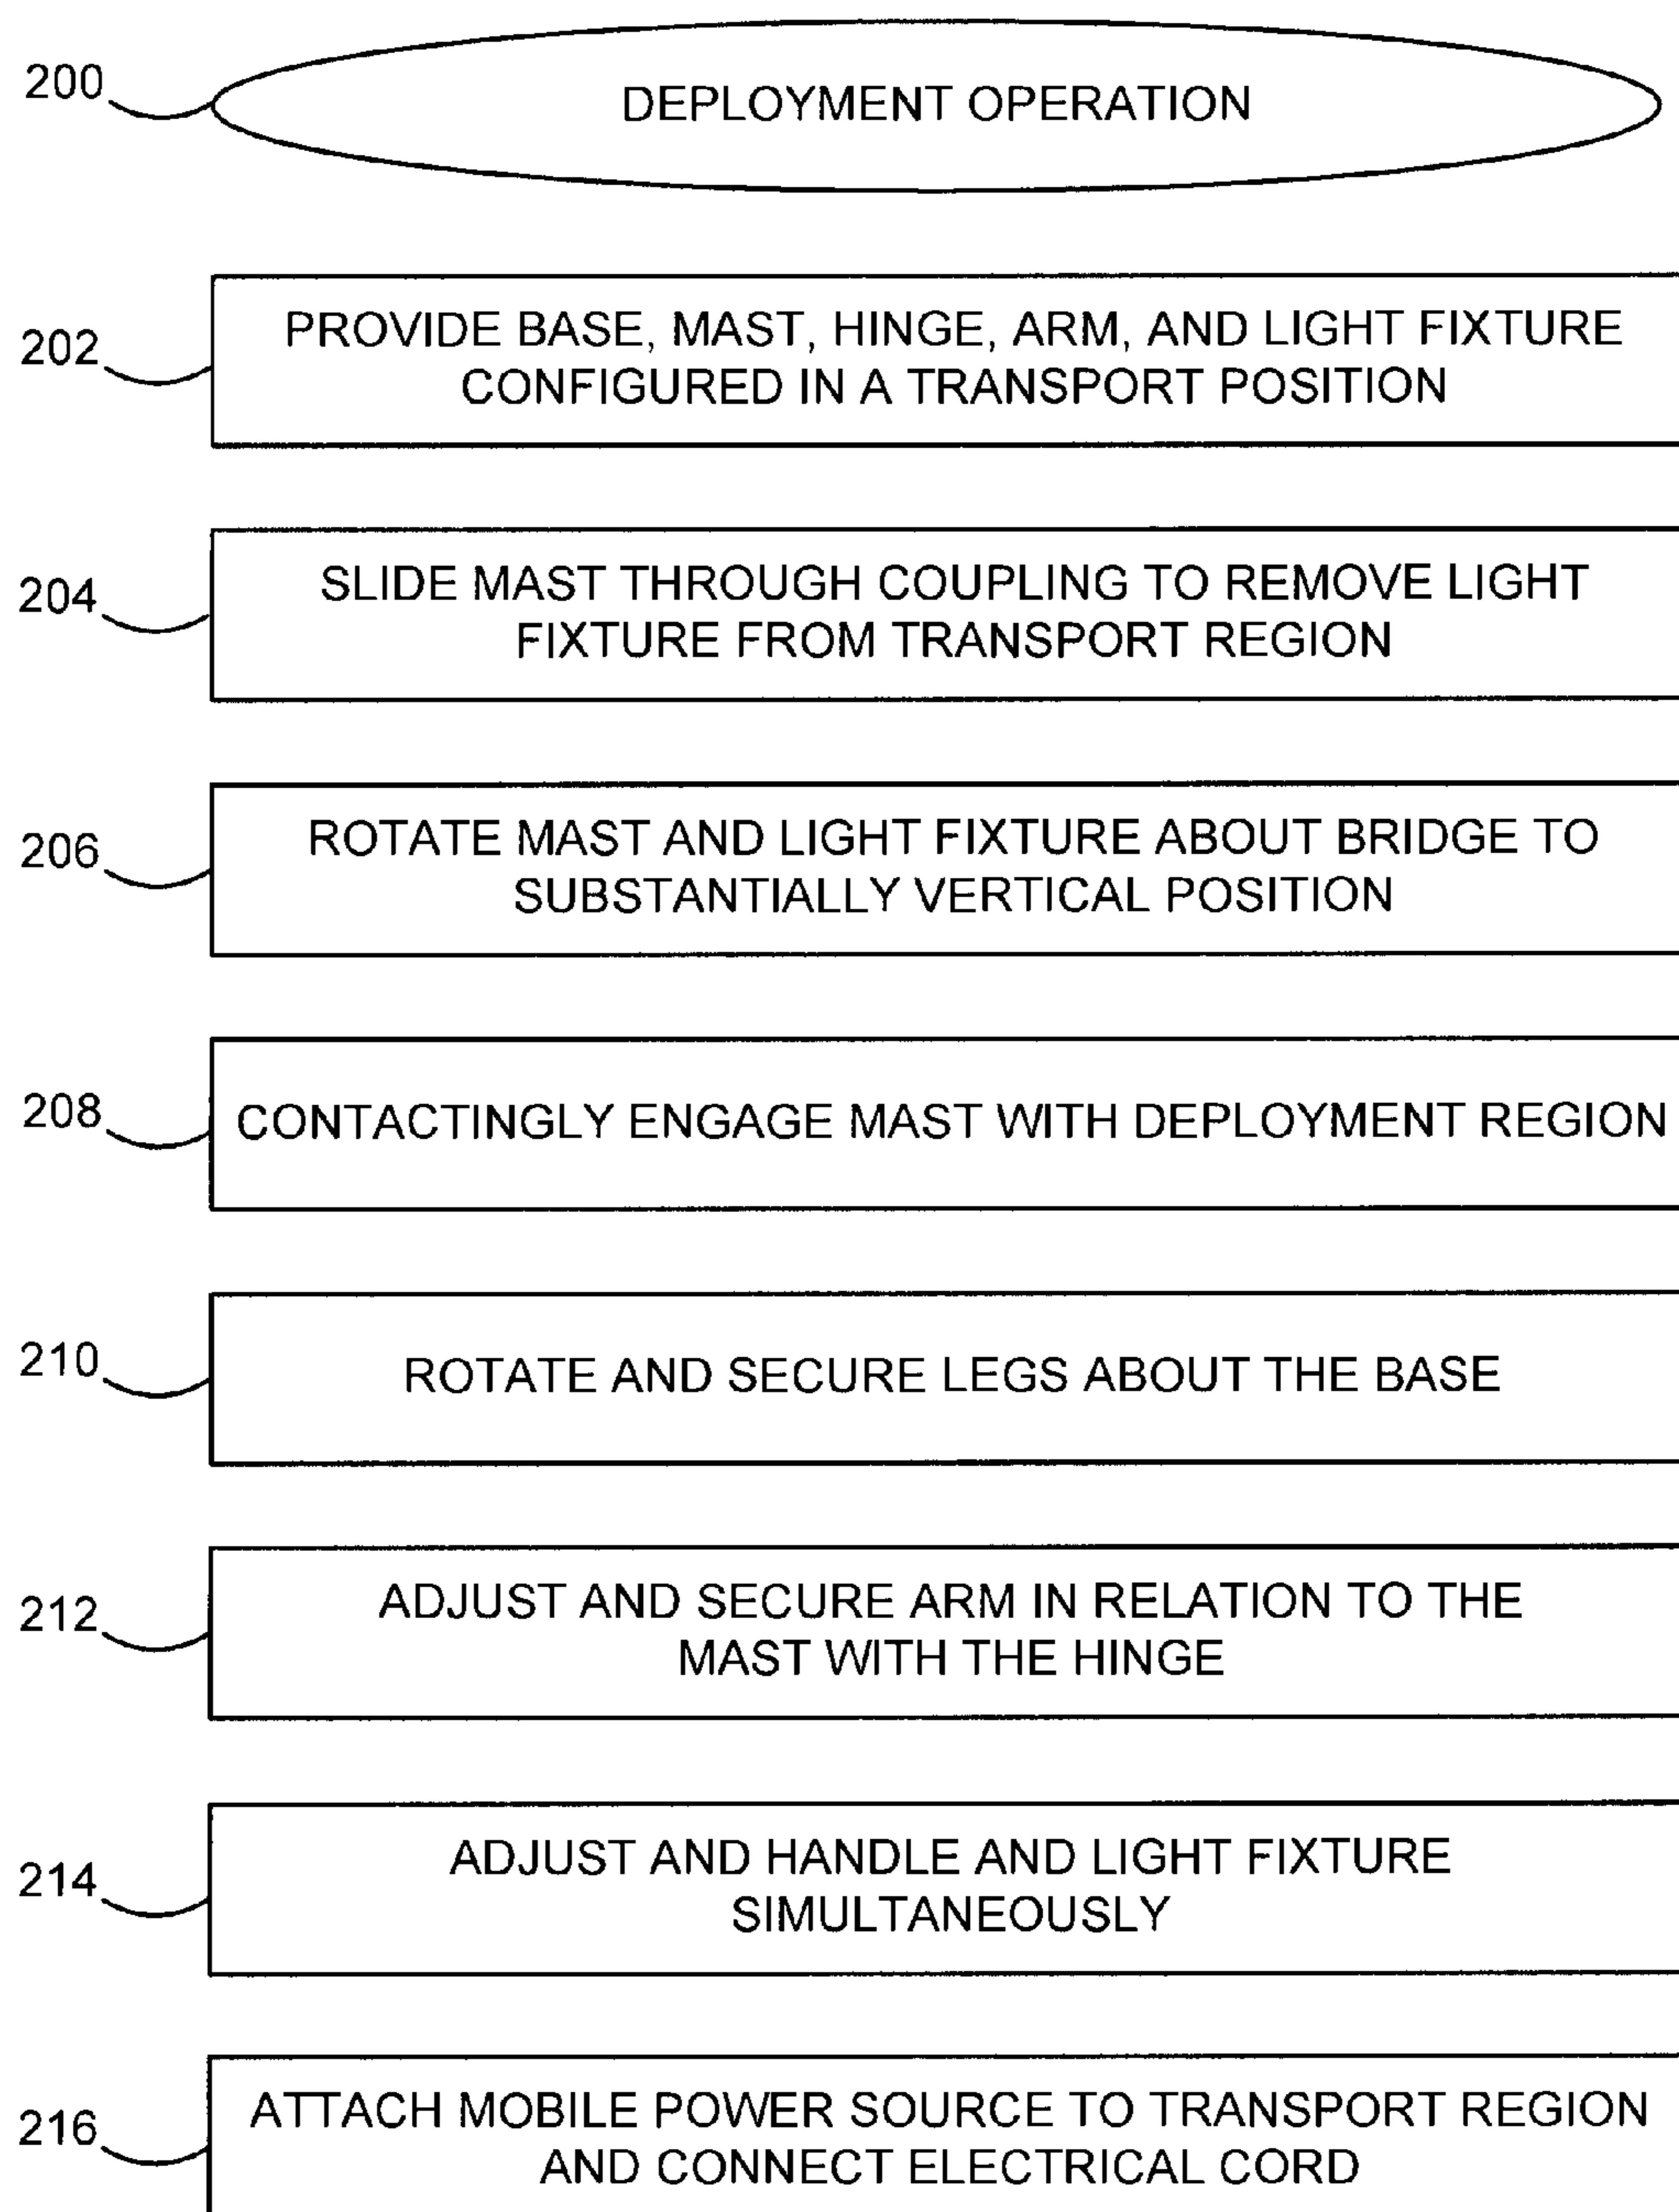 200
DEPLOYMENT OPERATION
202
PROVIDE BASE, MAST, HINGE, ARM, AND LIGHT FIXTURE
CONFIGURED IN A TRANSPORT POSITION
204
SLIDE MAST THROUGH COUPLING TO REMOVE LIGHT
FIXTURE FROM TRANSPORT REGION
206
ROTATE MAST AND LIGHT FIXTURE ABOUT BRIDGE TO
SUBSTANTIALLY VERTICAL POSITION
208
CONTACTINGLY ENGAGE MAST WITH DEPLOYMENT REGION
210
ROTATE AND SECURE LEGS ABOUT THE BASE
212
ADJUST AND SECURE ARM IN RELATION TO THE
MAST WITH THE HINGE
214
ADJUST AND HANDLE AND LIGHT FIXTURE
SIMULTANEOUSLY
216
ATTACH MOBILE POWER SOURCE TO TRANSPORT REGION
AND CONNECT ELECTRICAL CORD